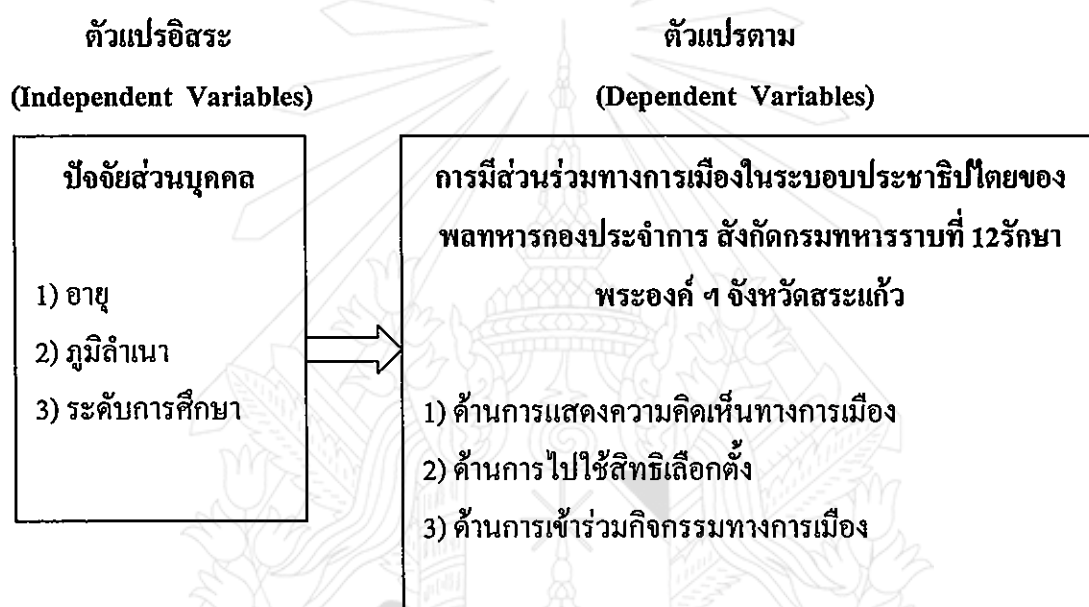 ตัวแปรอิสระ
(Independent Variables)
ปัจจัยส่วนบุคคล
1) อายุ
2) ภูมิลำเนา
3) ระดับการศึกษา
ตัวแปรตาม
(Dependent Variables)
การมีส่วนร่วมทางการเมืองในระบอบประชาธิปไตยของ
พลทหารกองประจำการ สังกัดกรมทหารราบที่ 12รักษา
พระองค์ ฯ จังหวัดสระแก้ว
1) ด้านการแสดงความคิดเห็นทางการเมือง
2) ด้านการไปใช้สิทธิเลือกตั้ง
3) ด้านการเข้าร่วมกิจกรรมทางการเมือง